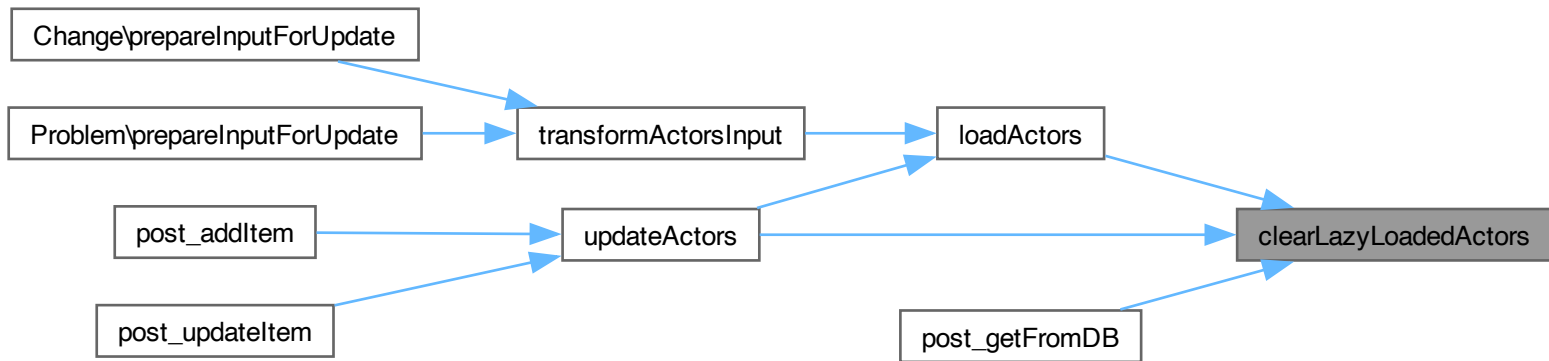 Change\prepareInputForUpdate
Problem\prepareInputForUpdate
transformActorsInput
loadActors
post_addItem
updateActors
clearLazyLoadedActors
post_updateItem
post_getFromDB